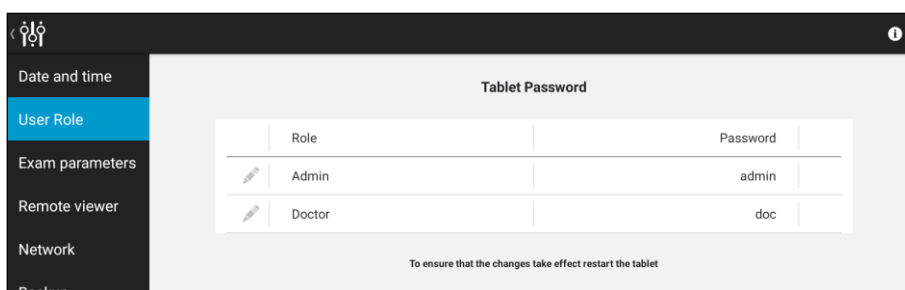 Date and time
User Role
Exam parameters
Remote viewer
Network
Tablet Password
Role Password
Admin admin
Doctor doc
To ensure that the changes take effect restart the tablet